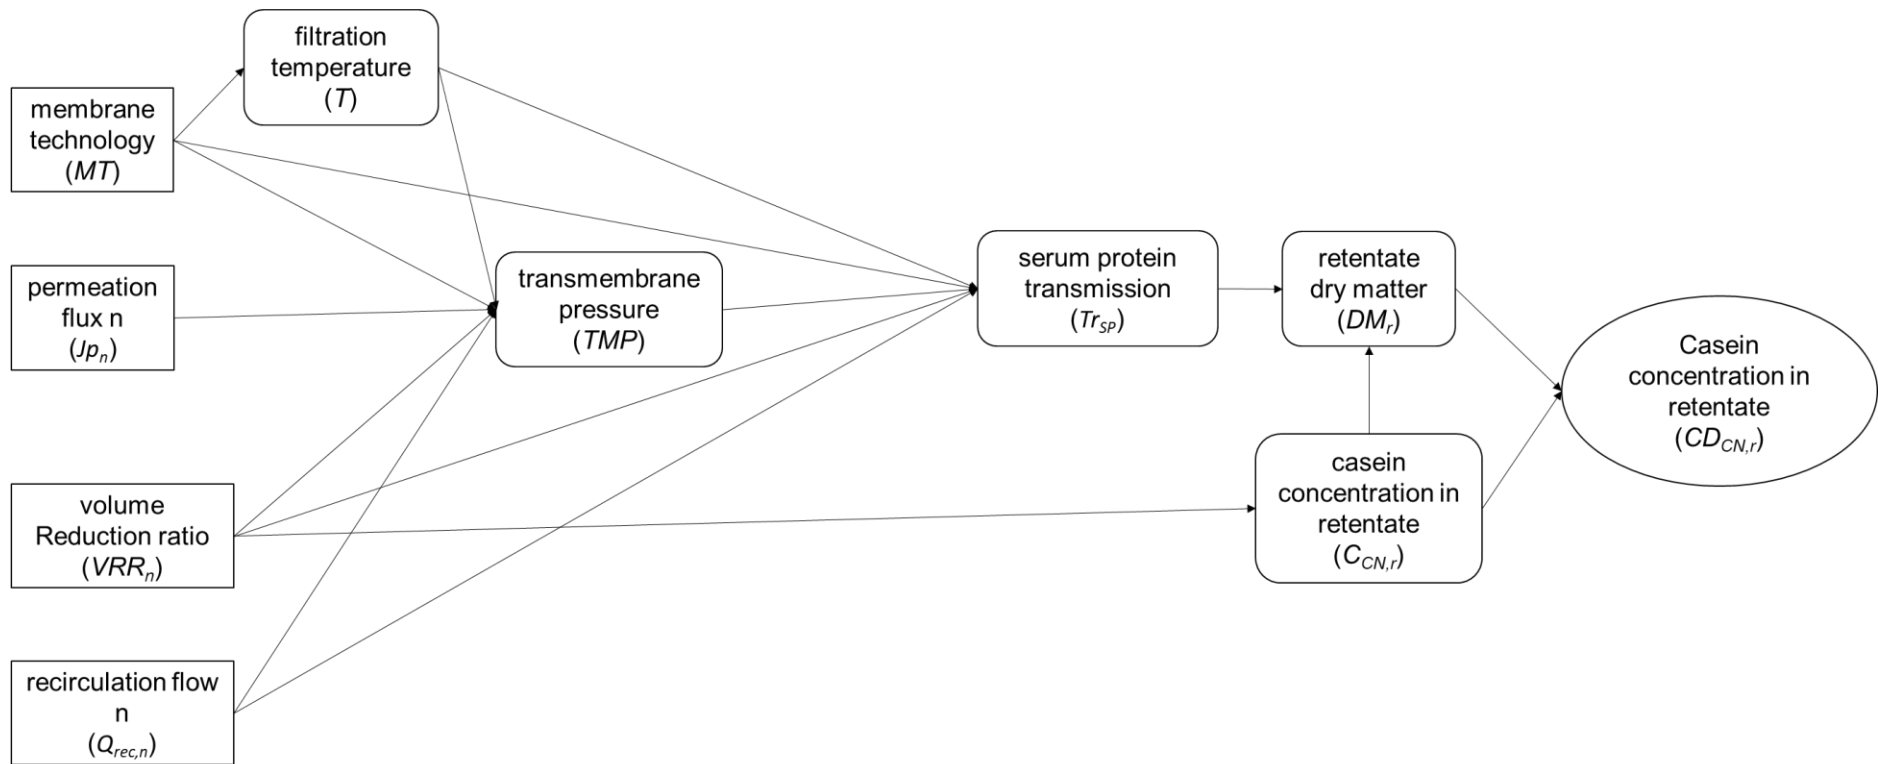 filtration
temperature
(T)
membrane
technology
(MT)
permeation
flux n
(Jpn)
transmembrane
pressure
(TMP)
serum protein
transmission
(TrSP)
retentate
dry matter
(DMr)
Casein
concentration in
retentate
(CDCN,r)
casein
concentration in
retentate
(CCN,r)
volume
Reduction ratio
(VRRn)
recirculation flow
n
(Qrec,n)